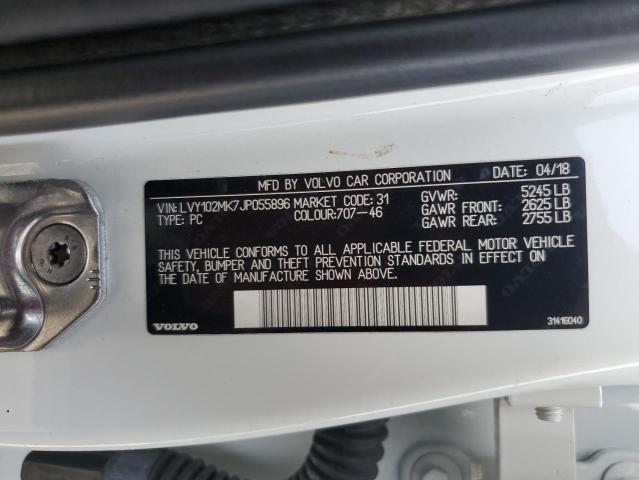 MFD BY VOLVO CAR CORPORATION DATE: 04/18
VIN:LVY102MK7JP055896 MARKET CODE:31 GVWR: 5245 LB
TYPE: PC COLOUR:707-46 GAWR FRONT: 2625 LB
GAWR REAR: 2755 LB
THIS VEHICLE CONFORMS TO ALL APPLICABLE FEDERAL MOTOR VEHICLE
SAFETY, BUMPER AND THEFT PREVENTION STANDARDS IN EFFECT ON
THE DATE OF MANUFACTURE SHOWN ABOVE.
VOLVO 31416040